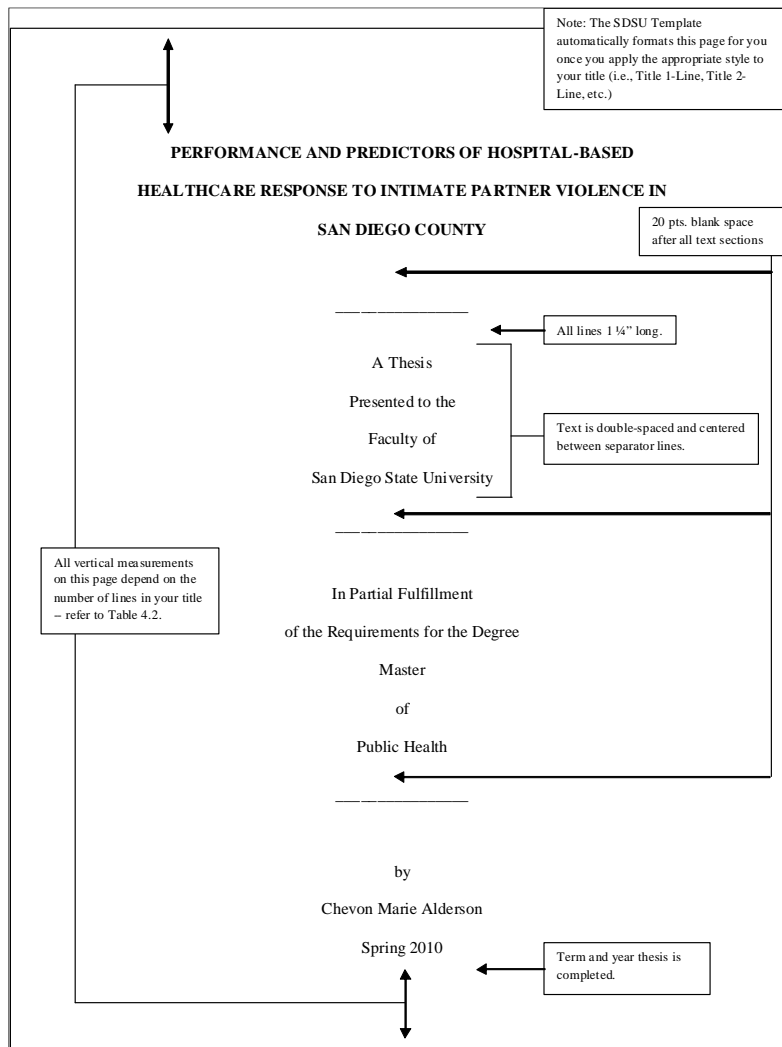 Note: The SDSU Template
automatically formats this page for you
once you apply the appropriate style to
your title (i.e., Title 1-Line, Title 2-
Line, etc.)
PERFORMANCE AND PREDICTORS OF HOSPITAL-BASED
HEALTHCARE RESPONSE TO INTIMATE PARTNER VIOLENCE IN
SAN DIEGO COUNTY
20 pts. blank space
after all text sections
All lines 1 ¼” long.
A Thesis
Presented to the
Faculty of
San Diego State University
Text is double-spaced and centered
between separator lines.
All vertical measurements
on this page depend on the
number of lines in your title
– refer to Table 4.2.
In Partial Fulfillment
of the Requirements for the Degree
Master
of
Public Health
by
Chevon Marie Alderson
Spring 2010
Term and year thesis is
completed.